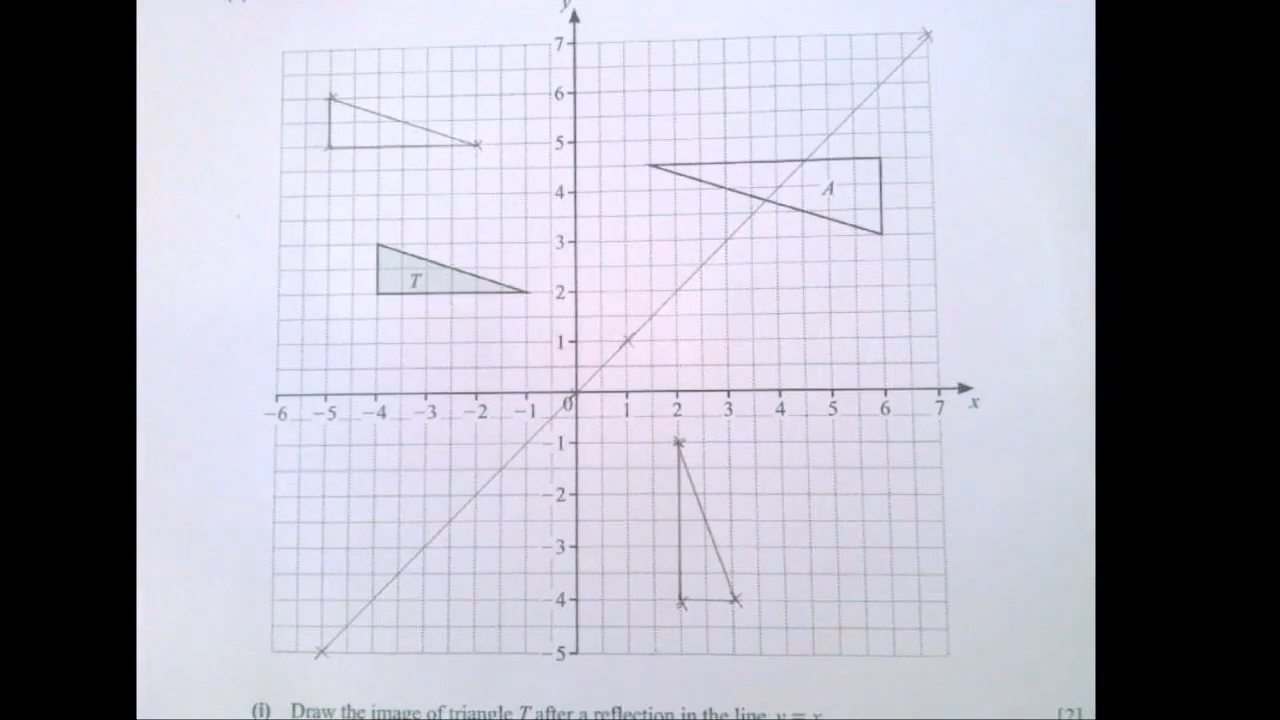 y
7
6
5
4
A
3
T
2
1
−6 −5 −4 −3 −2 −1 0 1 2 3 4 5 6 7 x
−1
−2
−3
−4
−5
(i) Draw the image of triangle T after a reflection in the line y = x [2]